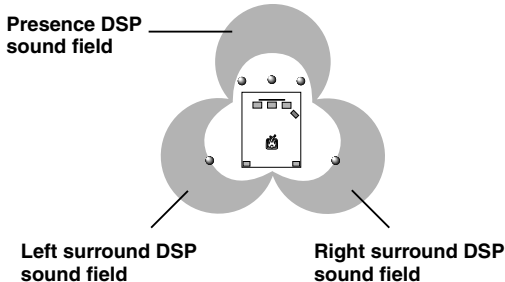 Presence DSP
sound field
Left surround DSP
sound field
Right surround DSP
sound field